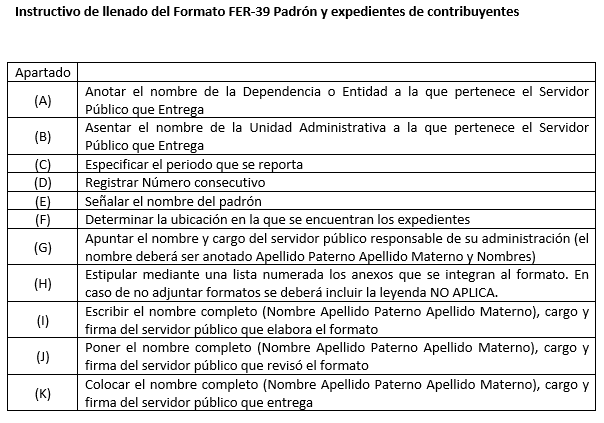 Instructivo de llenado del Formato FER-39 Padrón y expedientes de contribuyentes
Apartado
(A) Anotar el nombre de la Dependencia o Entidad a la que pertenece el Servidor
Público que Entrega
(B) Asentar el nombre de la Unidad Administrativa a la que pertenece el Servidor
Público que Entrega
(C) Especificar el periodo que se reporta
(D) Registrar Número consecutivo
(E) Señalar el nombre del padrón
(F) Determinar la ubicación en la que se encuentran los expedientes
(G) Apuntar el nombre y cargo del servidor público responsable de su administración (el
nombre deberá ser anotado Apellido Paterno Apellido Materno y Nombres)
(H) Estipular mediante una lista numerada los anexos que se integran al formato. En
caso de no adjuntar formatos se deberá incluir la leyenda NO APLICA.
(I) Escribir el nombre completo (Nombre Apellido Paterno Apellido Materno), cargo y
firma del servidor público que elabora el formato
(J) Poner el nombre completo (Nombre Apellido Paterno Apellido Materno), cargo y
firma del servidor público que revisó el formato
(K) Colocar el nombre completo (Nombre Apellido Paterno Apellido Materno), cargo y
firma del servidor público que entrega